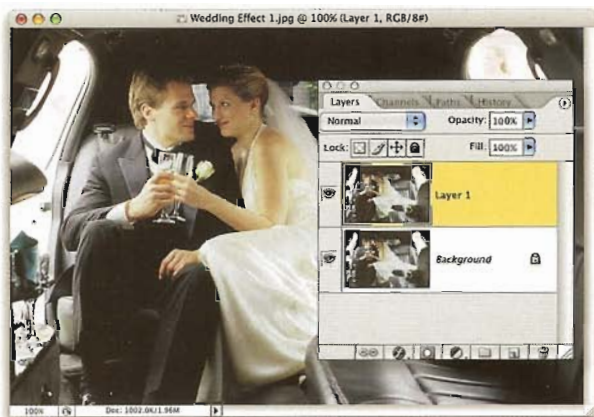 Wedding Effect 1.jpg @ 100% (Layer 1, RGB/8#)
Layers Channels Paths History
Normal Opacity: 100%
Lock: Fill: 100%
Layer 1
Background
100% Doc: 1002.0K/1.96M